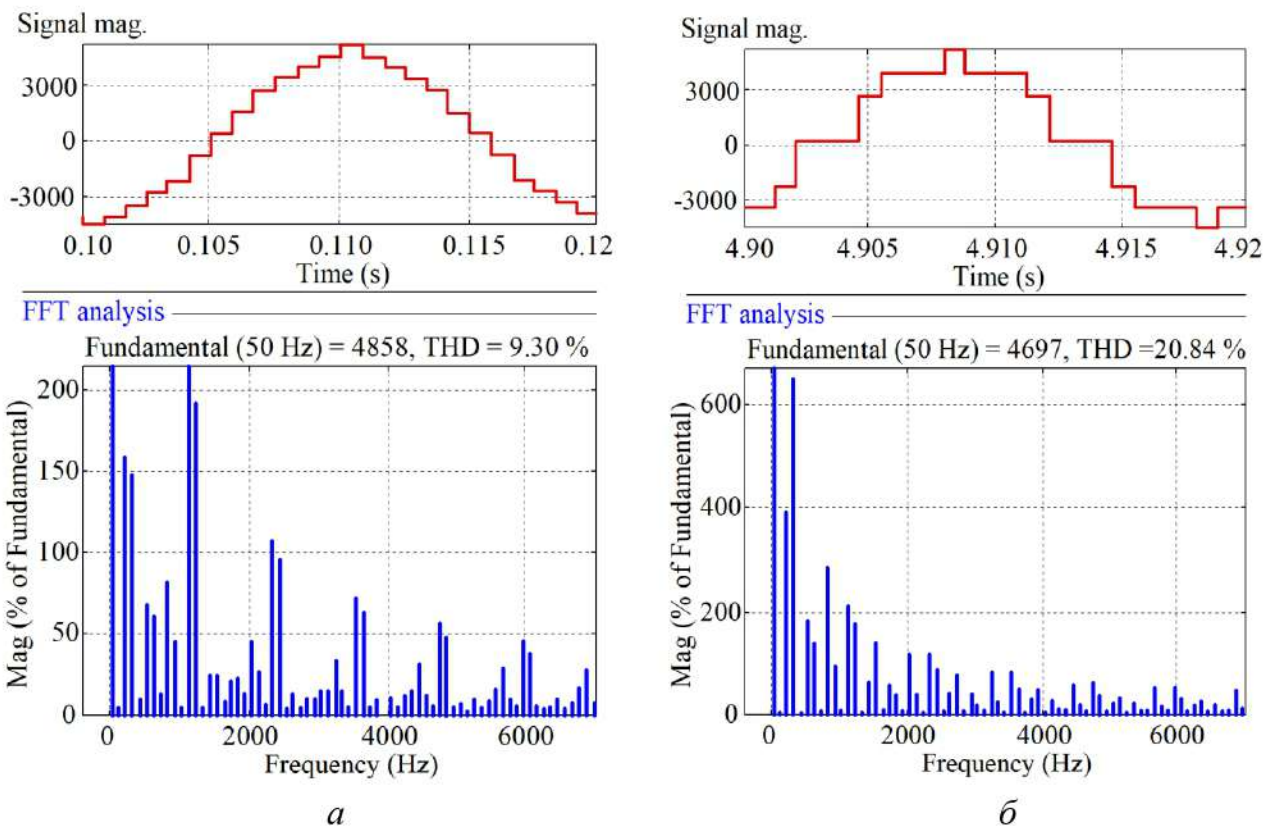 Signal mag.
3000
0
-3000
0.10 0.105 0.110 0.115 0.12
Time (s)
FFT analysis
Fundamental (50 Hz) = 4858, THD = 9.30 %
Mag (% of Fundamental)
200
150
100
50
0
0 2000 4000 6000
Frequency (Hz)
а
Signal mag.
3000
0
-3000
4.90 4.905 4.910 4.915 4.92
Time (s)
FFT analysis
Fundamental (50 Hz) = 4697, THD =20.84 %
Mag (% of Fundamental)
600
400
200
0
0 2000 4000 6000
Frequency (Hz)
б